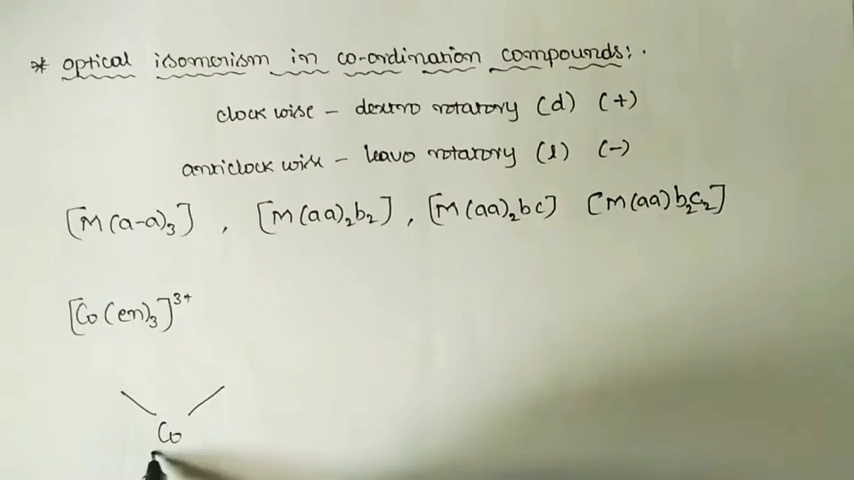 * optical isomerism in co-ordination compounds:.
clock wise - dextro rotatory (d) (+)
anticlock wise - leavo rotatory (l) (-)
[M(a-a)₃], [M(aa)₂b₂], [M(aa)₂bc] [M(aa)b₂c₂]
[Co(en)₃]³⁺
Co